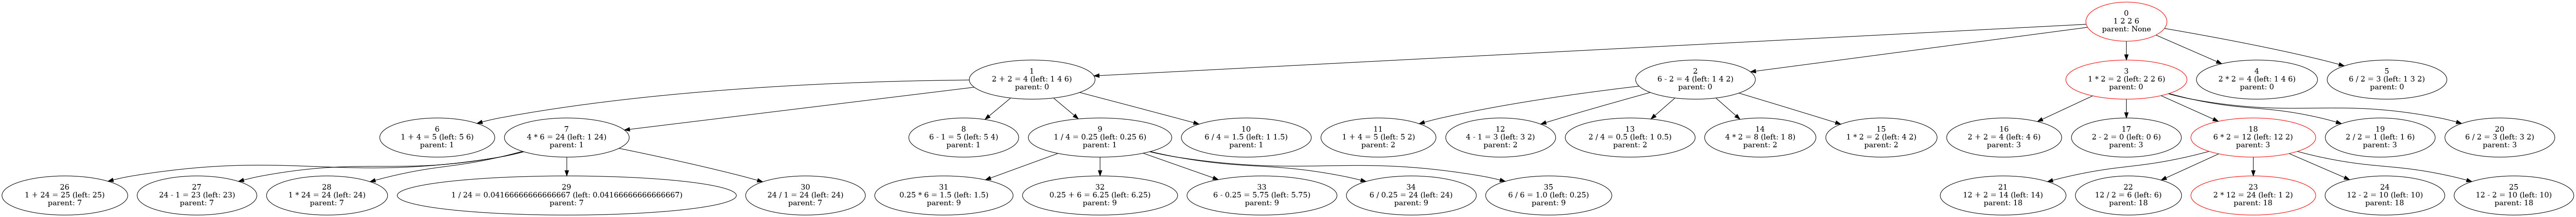 0
1 2 2 6
parent: None
1
2 + 2 = 4 (left: 1 4 6)
parent: 0
2
6 - 2 = 4 (left: 1 4 2)
parent: 0
3
1 * 2 = 2 (left: 2 2 6)
parent: 0
4
2 * 2 = 4 (left: 1 4 6)
parent: 0
5
6 / 2 = 3 (left: 1 3 2)
parent: 0
6
1 + 4 = 5 (left: 5 6)
parent: 1
7
4 * 6 = 24 (left: 1 24)
parent: 1
8
6 - 1 = 5 (left: 5 4)
parent: 1
9
1 / 4 = 0.25 (left: 0.25 6)
parent: 1
10
6 / 4 = 1.5 (left: 1 1.5)
parent: 1
11
1 + 4 = 5 (left: 5 2)
parent: 2
12
4 - 1 = 3 (left: 3 2)
parent: 2
13
2 / 4 = 0.5 (left: 1 0.5)
parent: 2
14
4 * 2 = 8 (left: 1 8)
parent: 2
15
1 * 2 = 2 (left: 4 2)
parent: 2
16
2 + 2 = 4 (left: 4 6)
parent: 3
17
2 - 2 = 0 (left: 0 6)
parent: 3
18
6 * 2 = 12 (left: 12 2)
parent: 3
19
2 / 2 = 1 (left: 1 6)
parent: 3
20
6 / 2 = 3 (left: 3 2)
parent: 3
26
1 + 24 = 25 (left: 25)
parent: 7
27
24 - 1 = 23 (left: 23)
parent: 7
28
1 * 24 = 24 (left: 24)
parent: 7
29
1 / 24 = 0.041666666666666667 (left: 0.041666666666666667)
parent: 7
30
24 / 1 = 24 (left: 24)
parent: 7
31
0.25 * 6 = 1.5 (left: 1.5)
parent: 9
32
0.25 + 6 = 6.25 (left: 6.25)
parent: 9
33
6 - 0.25 = 5.75 (left: 5.75)
parent: 9
34
6 / 0.25 = 24 (left: 24)
parent: 9
35
6 / 6 = 1.0 (left: 0.25)
parent: 9
21
12 + 2 = 14 (left: 14)
parent: 18
22
12 / 2 = 6 (left: 6)
parent: 18
23
2 * 12 = 24 (left: 1 2)
parent: 18
24
12 - 2 = 10 (left: 10)
parent: 18
25
12 - 2 = 10 (left: 10)
parent: 18